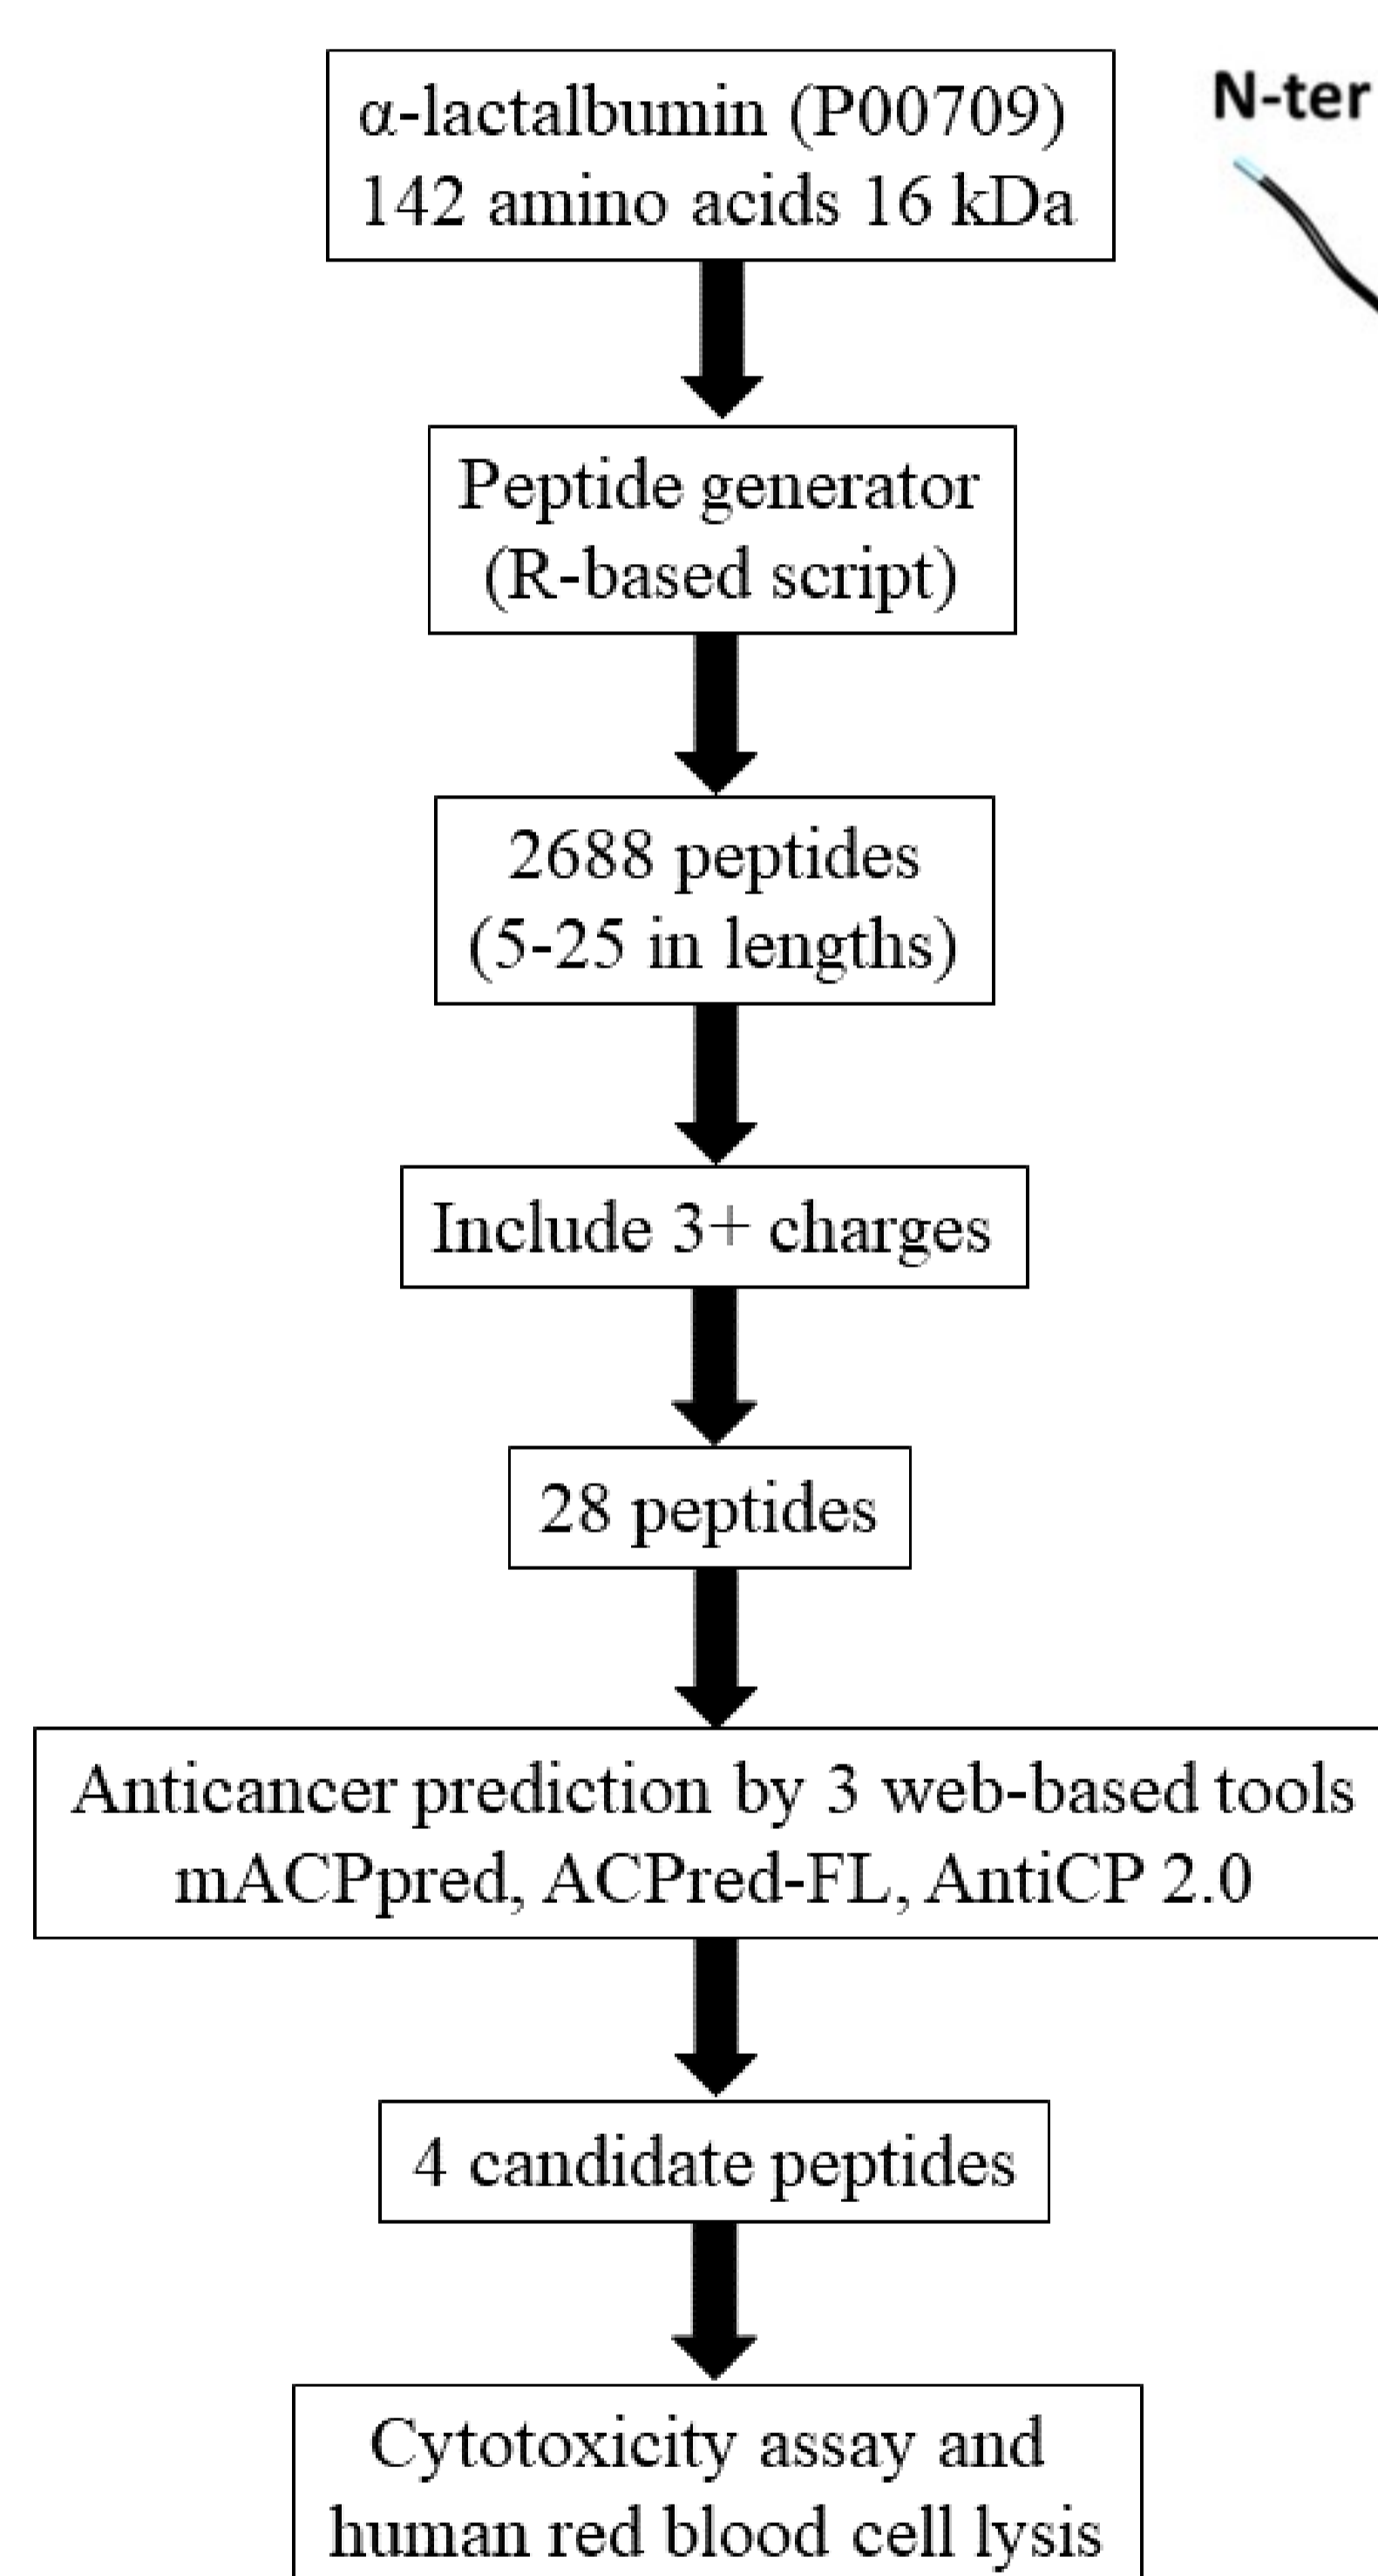 α-lactalbumin (P00709)
142 amino acids 16 kDa
N-ter
Peptide generator
(R-based script)
2688 peptides
(5-25 in lengths)
Include 3+ charges
28 peptides
Anticancer prediction by 3 web-based tools
mACPpred, ACPred-FL, AntiCP 2.0
4 candidate peptides
Cytotoxicity assay and
human red blood cell lysis